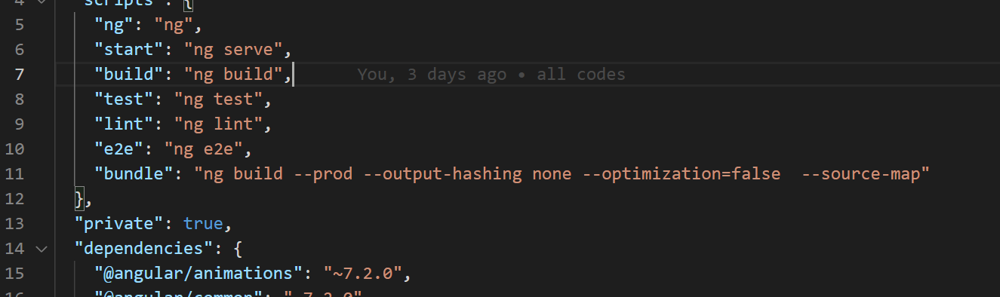 4 "scripts": {
5 "ng": "ng",
6 "start": "ng serve",
7 "build": "ng build", You, 3 days ago • all codes
8 "test": "ng test",
9 "lint": "ng lint",
10 "e2e": "ng e2e",
11 "bundle": "ng build --prod --output-hashing none --optimization=false  --source-map"
12 },
13 "private": true,
14 "dependencies": {
15 "@angular/animations": "~7.2.0",
16 "@angular/common": "~7.2.0"